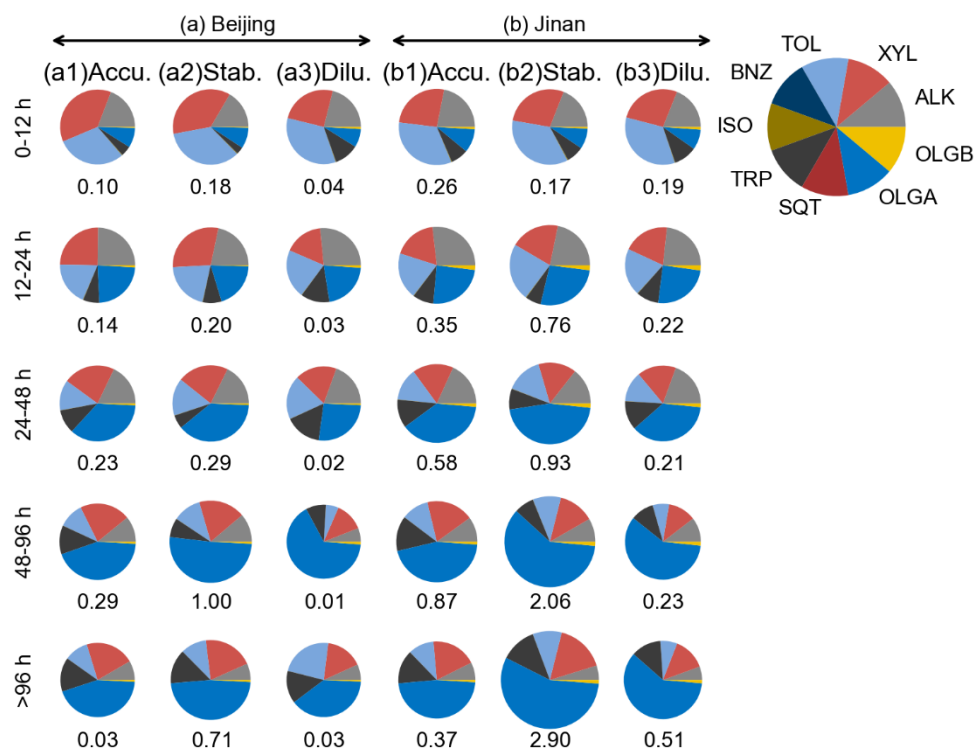 (a) Beijing (b) Jinan
(a1)Accu. (a2)Stab. (a3)Dilu. (b1)Accu. (b2)Stab. (b3)Dilu.
TOL
XYL
BNZ
ALK
ISO
OLGB
TRP
OLGA
SQT
0-12 h
0.10 0.18 0.04 0.26 0.17 0.19
12-24 h
0.14 0.20 0.03 0.35 0.76 0.22
24-48 h
0.23 0.29 0.02 0.58 0.93 0.21
48-96 h
0.29 1.00 0.01 0.87 2.06 0.23
>96 h
0.03 0.71 0.03 0.37 2.90 0.51